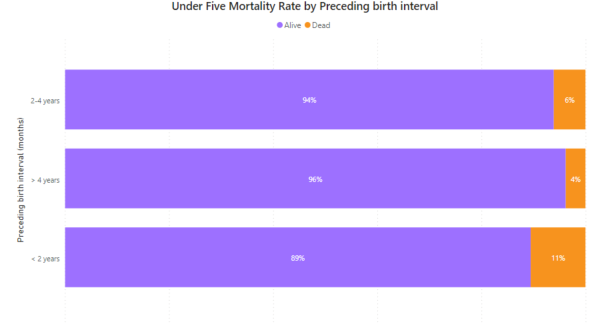 Under Five Mortality Rate by Preceding birth interval
Alive Dead
Preceding birth interval (months)
2-4 years 94% 6%
> 4 years 96% 4%
< 2 years 89% 11%